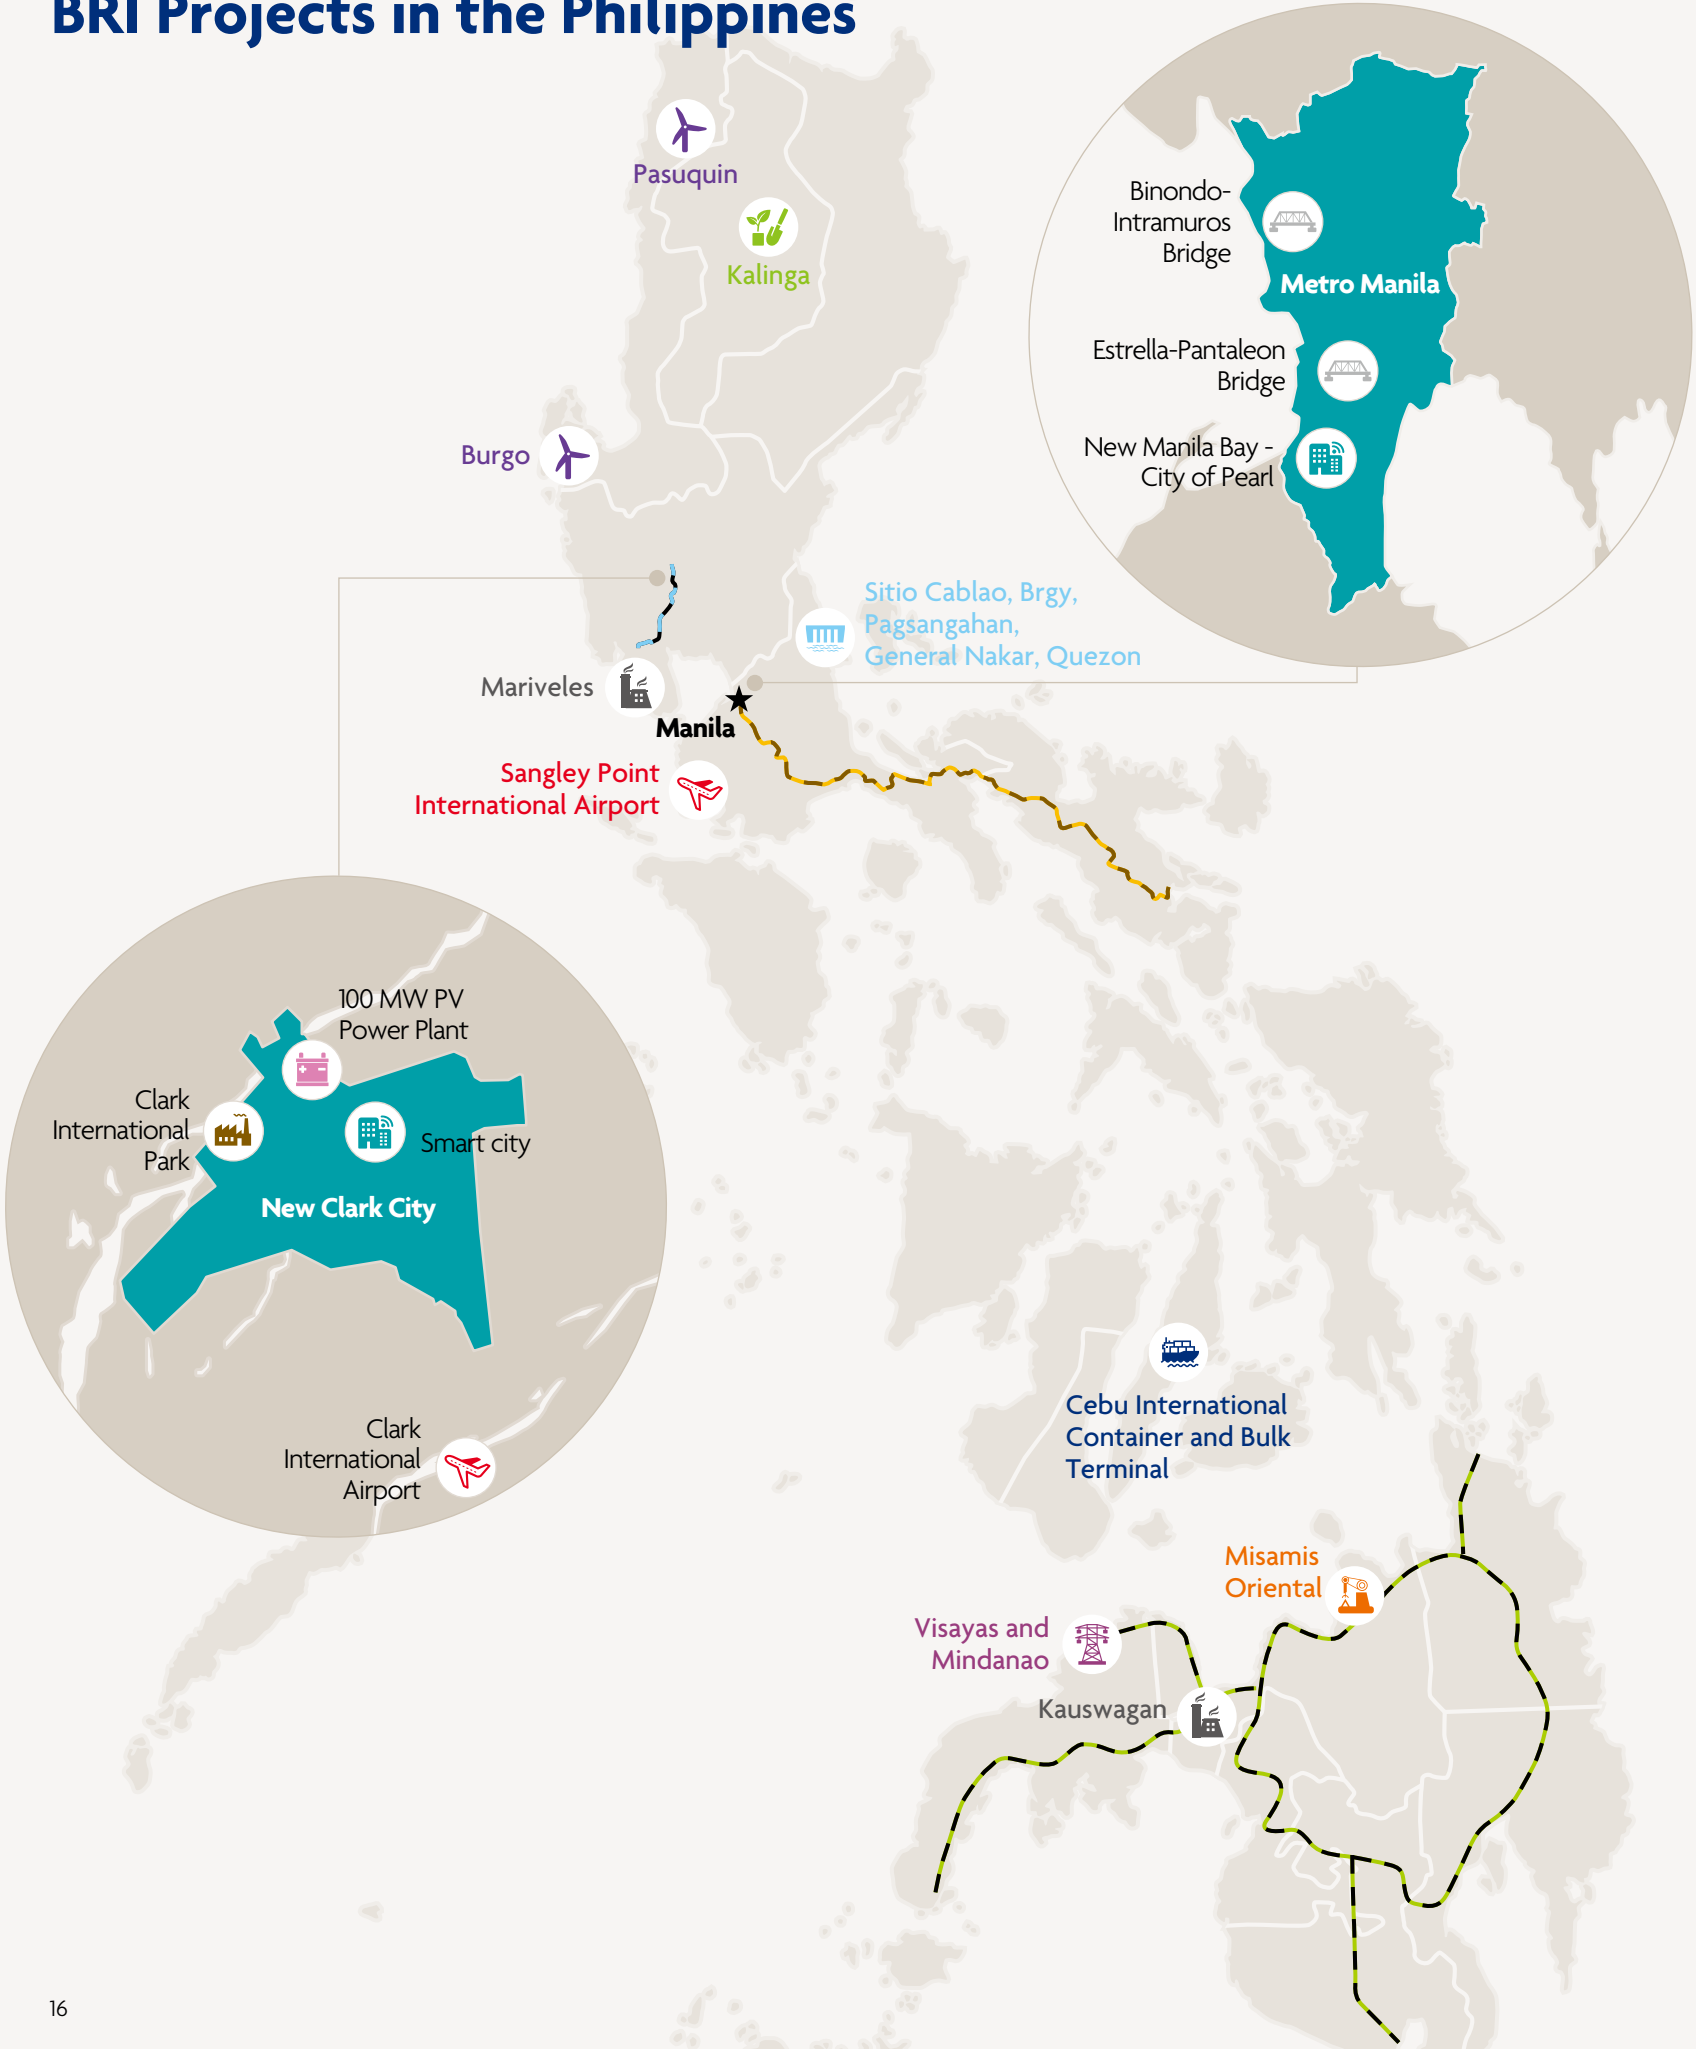 BRI Projects in the Philippines
Pasuquin
Kalinga
Binondo-
Intramuros
Bridge
Metro Manila
Estrella-Pantaleon
Bridge
New Manila Bay -
City of Pearl
Burgo
Sitio Cablao, Brgy,
Pagsangahan,
General Nakar, Quezon
Mariveles
Manila
Sangley Point
International Airport
100 MW PV
Power Plant
Clark
International
Park
Smart city
New Clark City
Clark
International
Airport
Cebu International
Container and Bulk
Terminal
Misamis
Oriental
Visayas and
Mindanao
Kauswagan
16